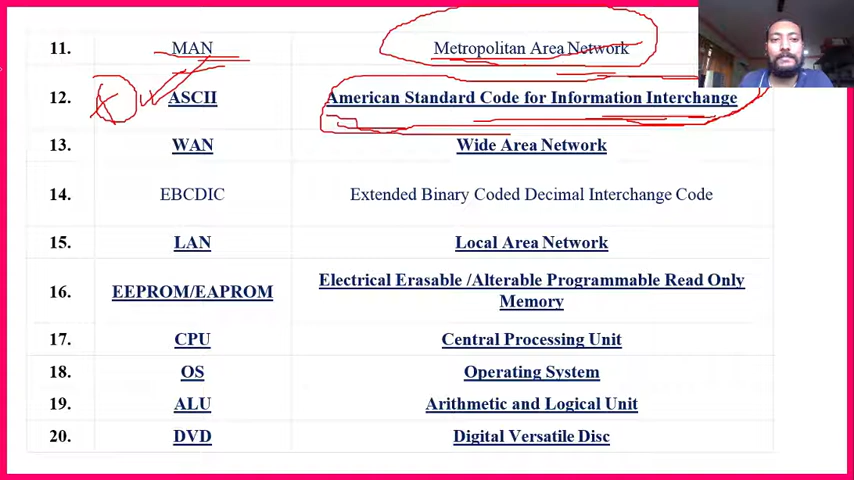 11. MAN Metropolitan Area Network
12. ASCII American Standard Code for Information Interchange
13. WAN Wide Area Network
14. EBCDIC Extended Binary Coded Decimal Interchange Code
15. LAN Local Area Network
16. EEPROM/EAPROM Electrical Erasable /Alterable Programmable Read Only
Memory
17. CPU Central Processing Unit
18. OS Operating System
19. ALU Arithmetic and Logical Unit
20. DVD Digital Versatile Disc